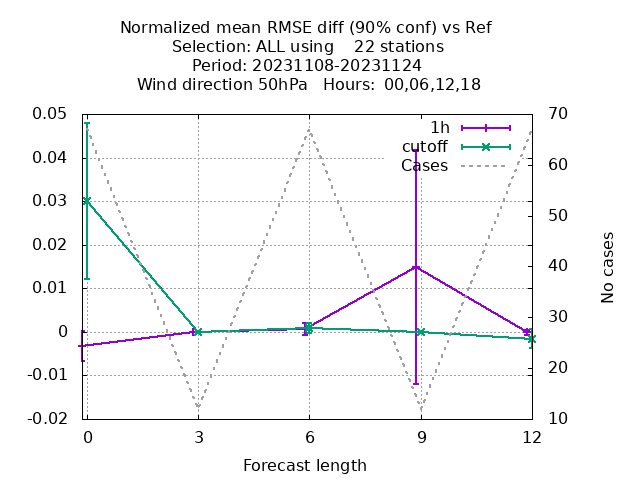 Normalized mean RMSE diff (90% conf) vs Ref
Selection: ALL using    22 stations
Period: 20231108-20231124
Wind direction 50hPa   Hours:  00,06,12,18
1h
cutoff
Cases
0.05
0.04
0.03
0.02
0.01
0
-0.01
-0.02
70
60
50
40
30
20
10
No cases
0 3 6 9 12
Forecast length